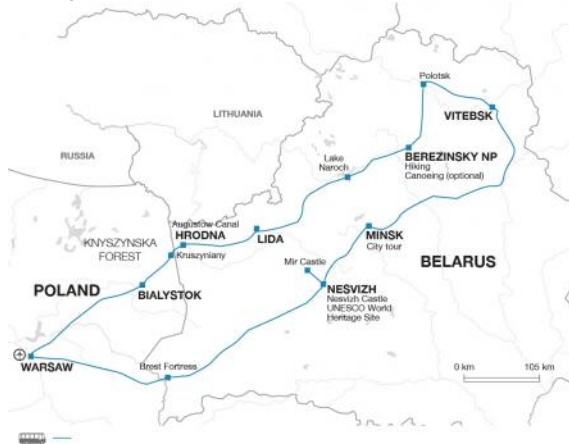 Polotsk
LITHUANIA
VITEBSK
RUSSIA
Lake
Naroch
BEREZINSKY NP
Hiking
Canoeing (optional)
Augustow Canal
HRODNA
KNYSZYNSKA
FOREST
Kruszyniany
LIDA
MINSK
City tour
Mir Castle
BELARUS
POLAND
BIALYSTOK
NESVIZH
Nesvizh Castle
UNESCO World
Heritage Site
WARSAW
Brest Fortress
0 km
105 km